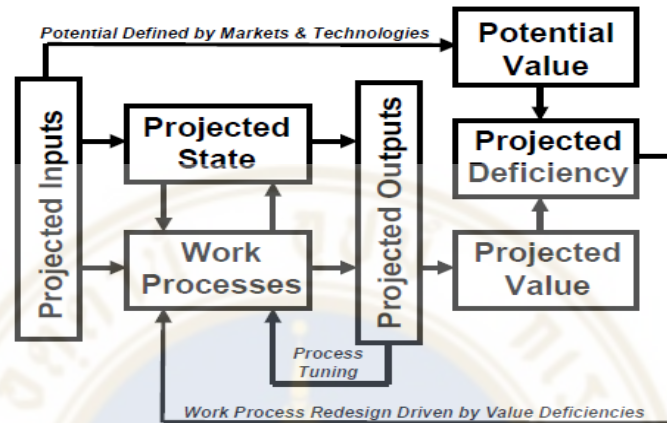 Potential Defined by Markets & Technologies
Potential
Value
Projected Inputs
Projected
State
Projected Outputs
Projected
Deficiency
Work
Processes
Projected
Value
Process
Tuning
Work Process Redesign Driven by Value Deficiencies